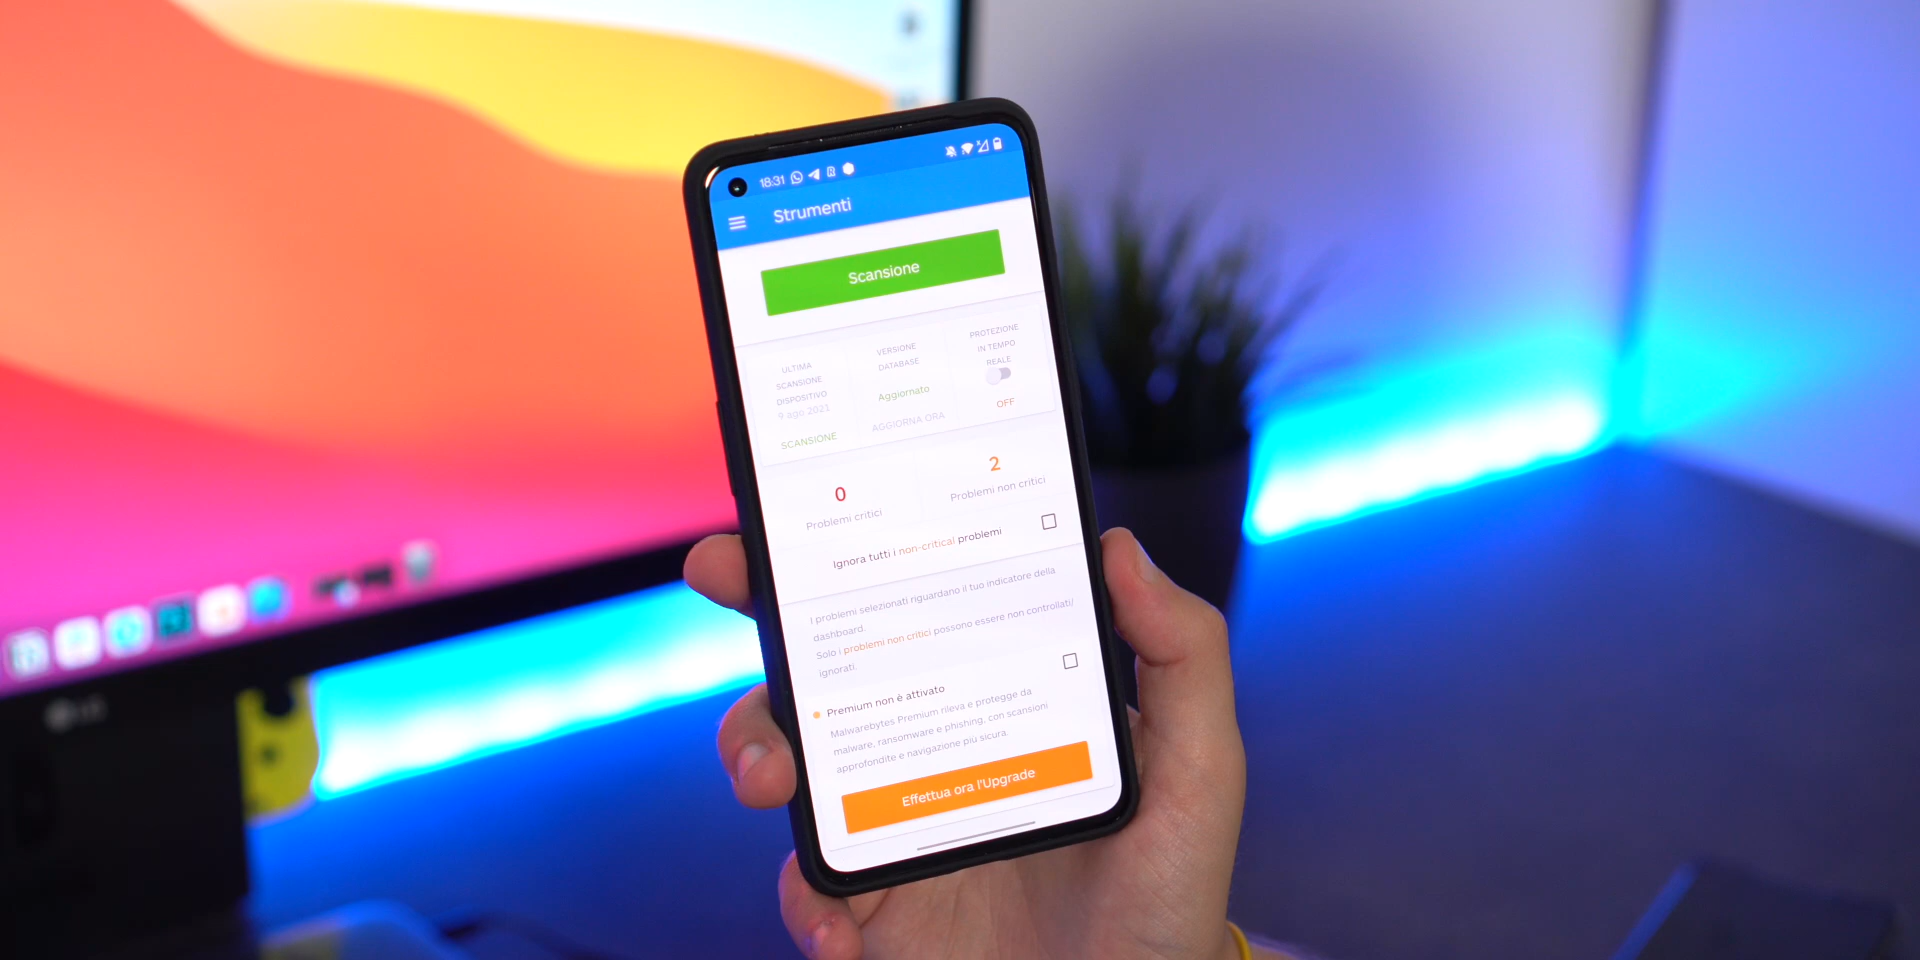 18:31
Strumenti
Scansione
ULTIMA
SCANSIONE
DISPOSITIVO
9 ago 2021
SCANSIONE
VERSIONE
DATABASE
Aggiornato
AGGIORNA ORA
PROTEZIONE
IN TEMPO
REALE
OFF
0
Problemi critici
2
Problemi non critici
Ignora tutti i non-critical problemi
I problemi selezionati riguardano il tuo indicatore della
dashboard.
Solo i problemi non critici possono essere non controllati/
ignorati.
Premium non è attivato
Malwarebytes Premium rileva e protegge da
malware, ransomware e phishing, con scansioni
approfondite e navigazione più sicura.
Effettua ora l'Upgrade
LG